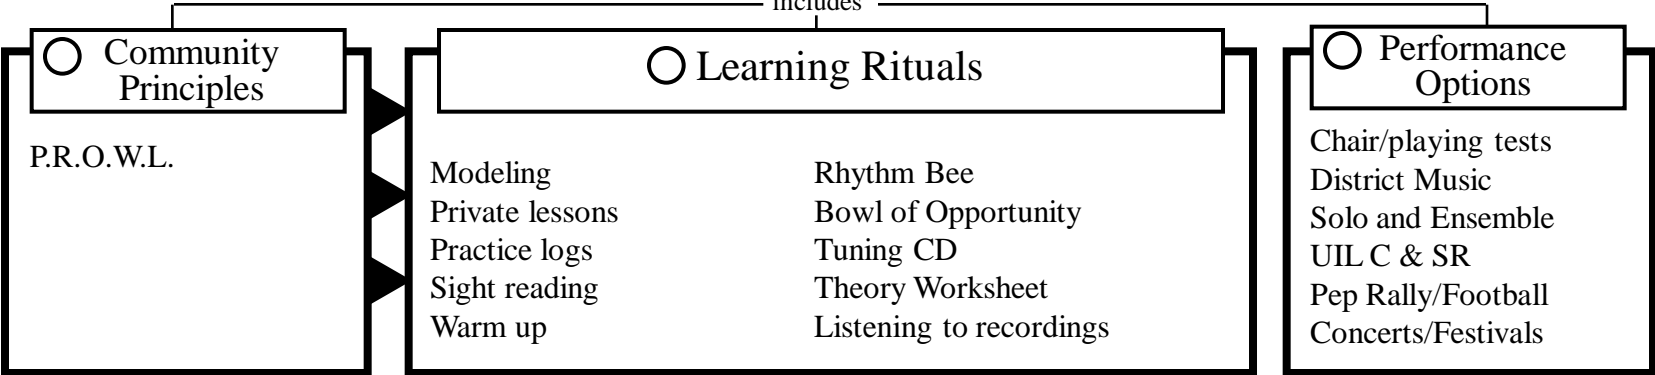 includes
Community
Principles
P.R.O.W.L.
Learning Rituals
Modeling
Private lessons
Practice logs
Sight reading
Warm up
Rhythm Bee
Bowl of Opportunity
Tuning CD
Theory Worksheet
Listening to recordings
Performance
Options
Chair/playing tests
District Music
Solo and Ensemble
UIL C & SR
Pep Rally/Football
Concerts/Festivals